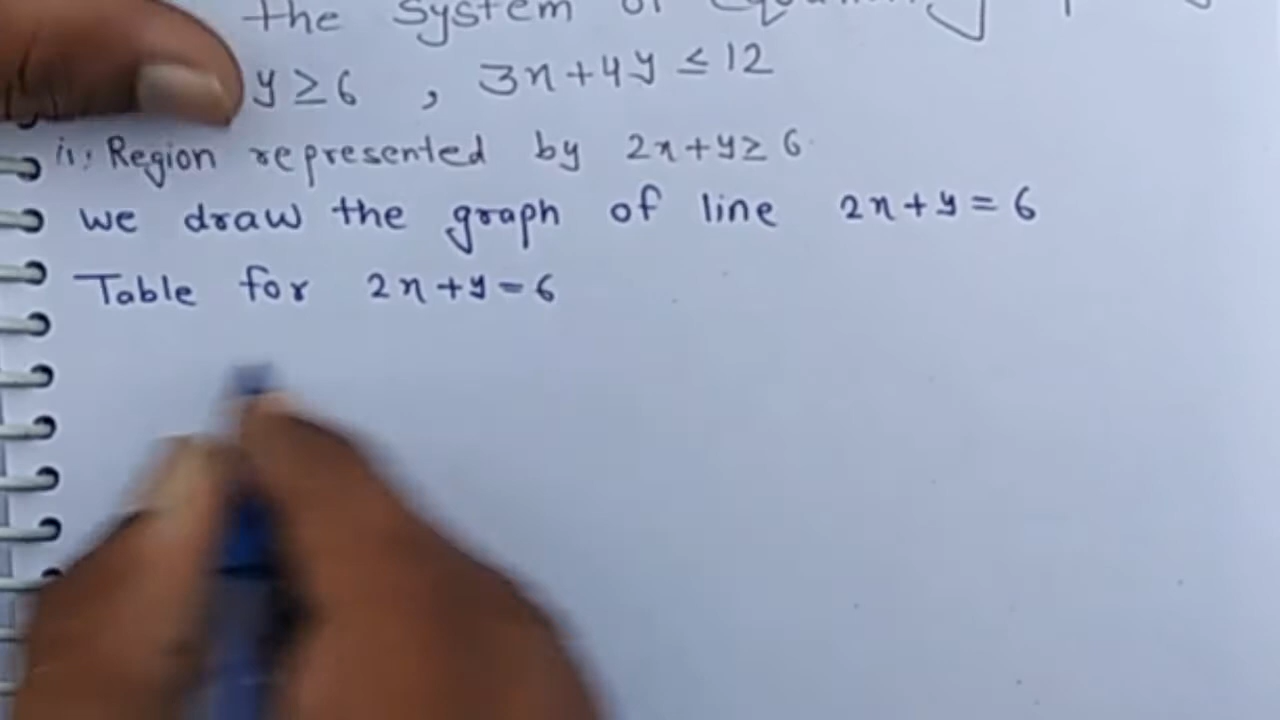 the system of
y ≥ 6 , 3x+4y ≤ 12
Region represented by 2x+y≥ 6
we draw the graph of line 2x+y = 6
Table for 2x+y=6